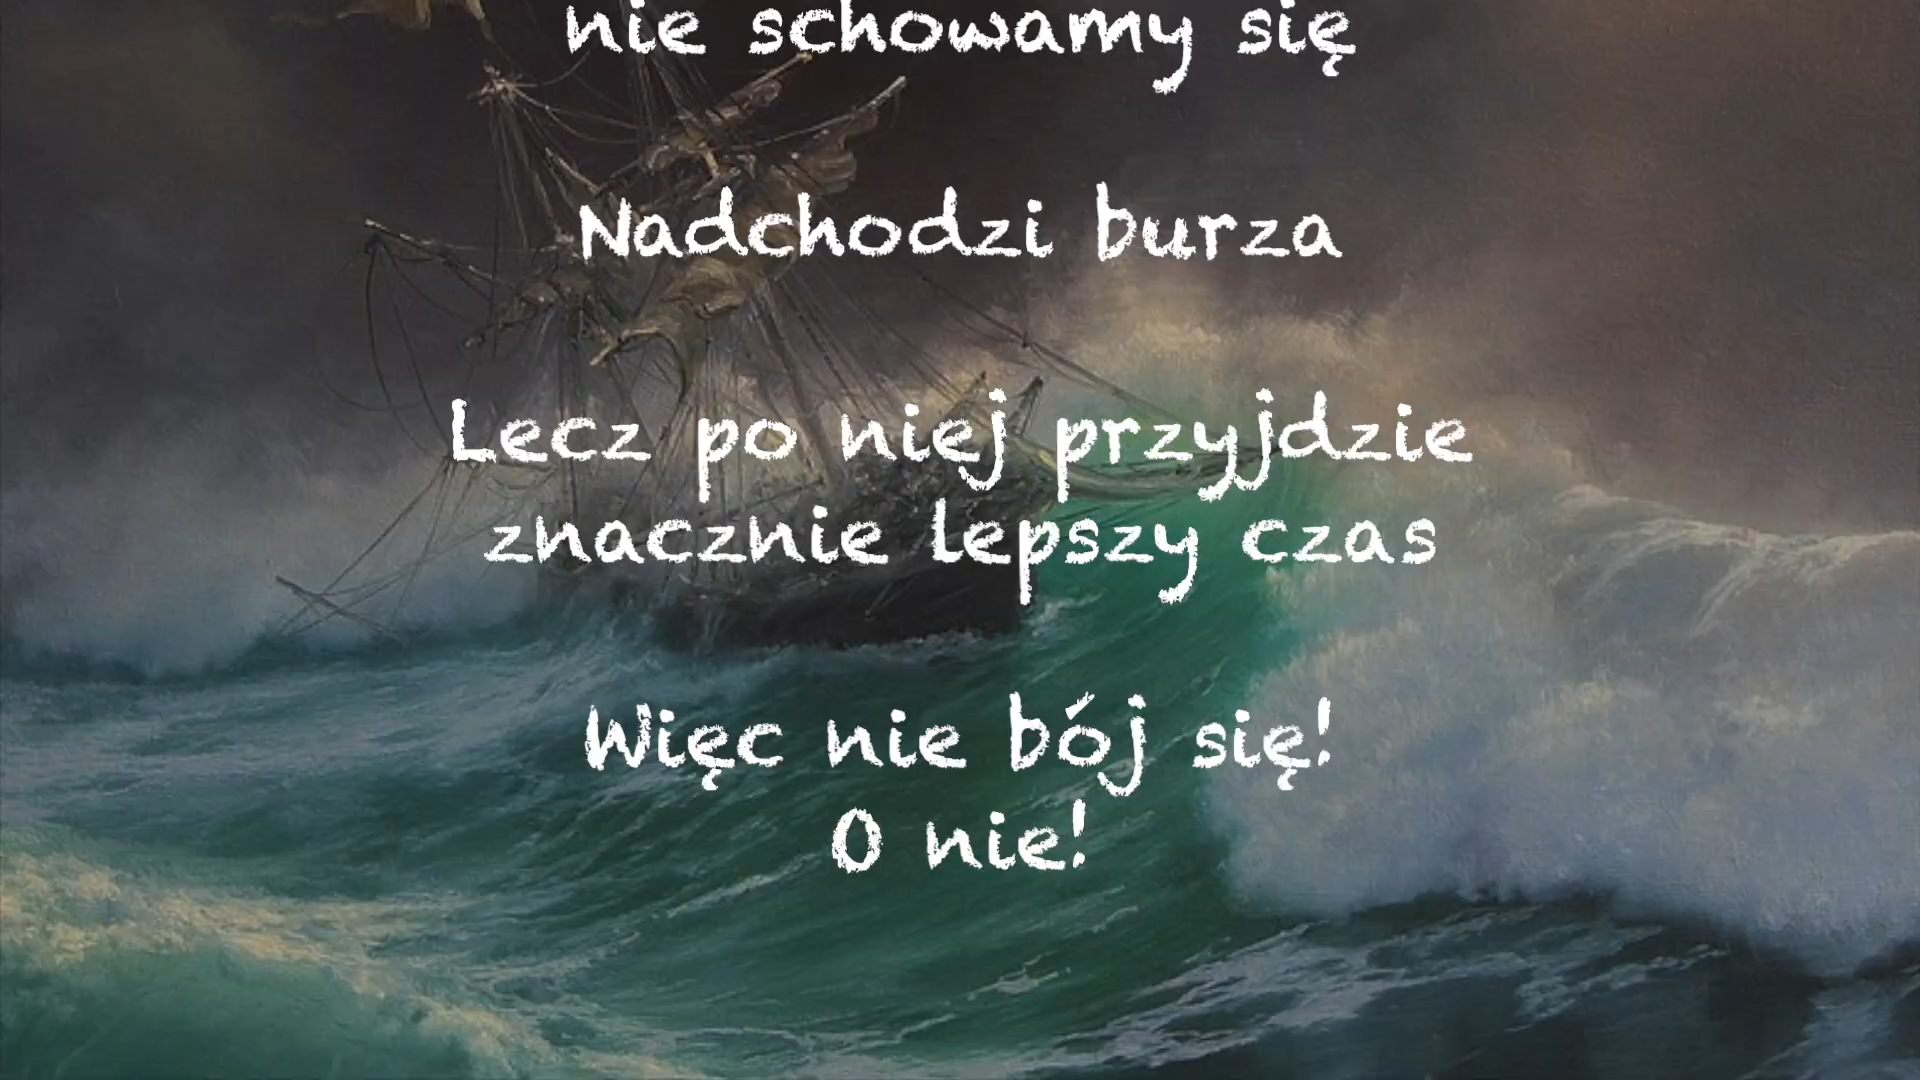 nie schowamy się
Nadchodzi burza
Lecz po niej przyjdzie
znacznie lepszy czas
Więc nie bój się!
O nie!